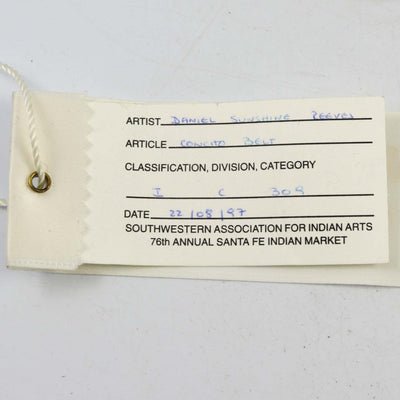 ARTIST DANIEL SUNSHINE REEVES
ARTICLE CONCHO BELT
CLASSIFICATION, DIVISION, CATEGORY
I C 309
DATE 22/08/97
SOUTHWESTERN ASSOCIATION FOR INDIAN ARTS
76th ANNUAL SANTA FE INDIAN MARKET